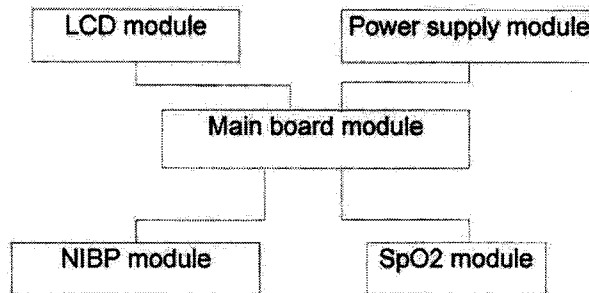 LCD module
Power supply module
Main board module
NIBP module
SpO2 module